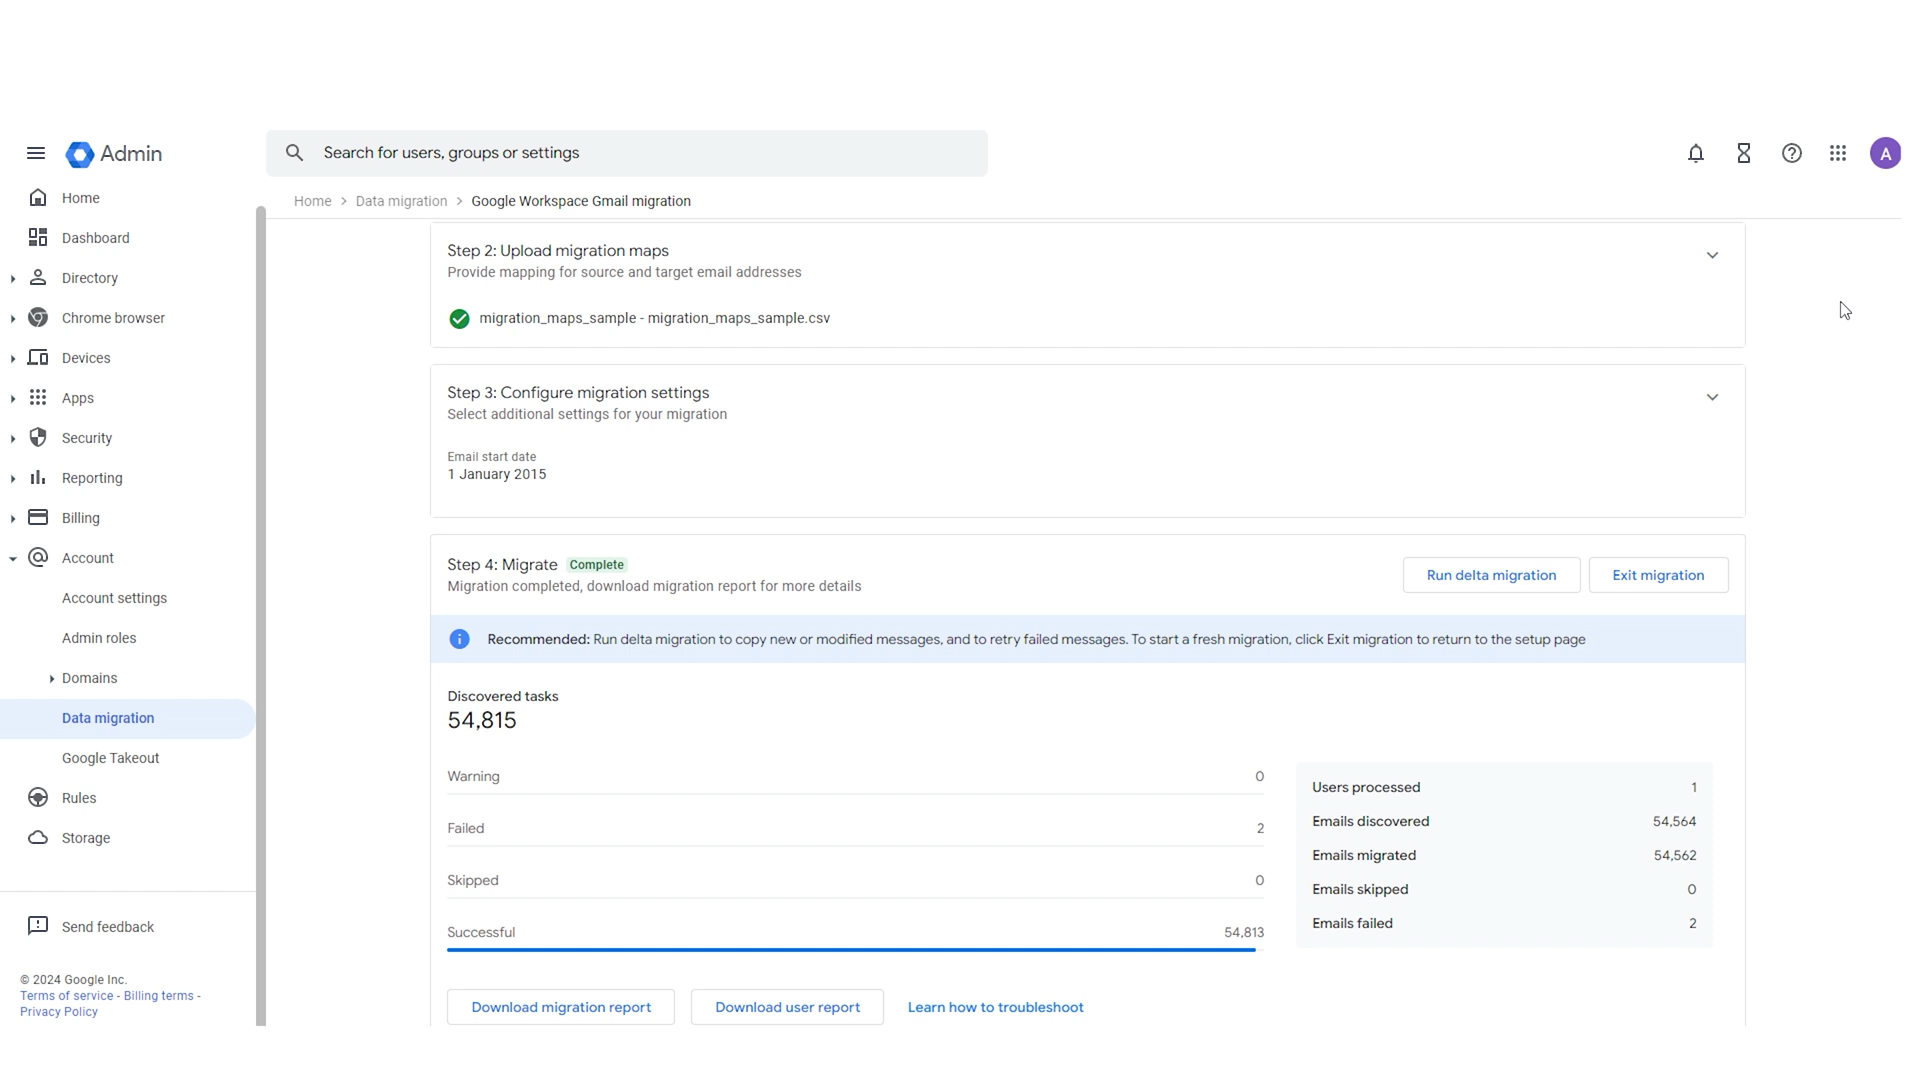 Admin
Search for users, groups or settings
A
Home
Dashboard
Directory
Chrome browser
Devices
Apps
Security
Reporting
Billing
Account
Account settings
Admin roles
Domains
Data migration
Google Takeout
Rules
Storage
Send feedback
© 2024 Google Inc.
Terms of service - Billing terms -
Privacy Policy
Home > Data migration > Google Workspace Gmail migration
Step 2: Upload migration maps
Provide mapping for source and target email addresses
migration_maps_sample - migration_maps_sample.csv
Step 3: Configure migration settings
Select additional settings for your migration
Email start date
1 January 2015
Step 4: Migrate Complete
Migration completed, download migration report for more details
Run delta migration
Exit migration
Recommended: Run delta migration to copy new or modified messages, and to retry failed messages. To start a fresh migration, click Exit migration to return to the setup page
Discovered tasks
54,815
Warning 0
Failed 2
Skipped 0
Successful 54,813
Users processed 1
Emails discovered 54,564
Emails migrated 54,562
Emails skipped 0
Emails failed 2
Download migration report
Download user report
Learn how to troubleshoot